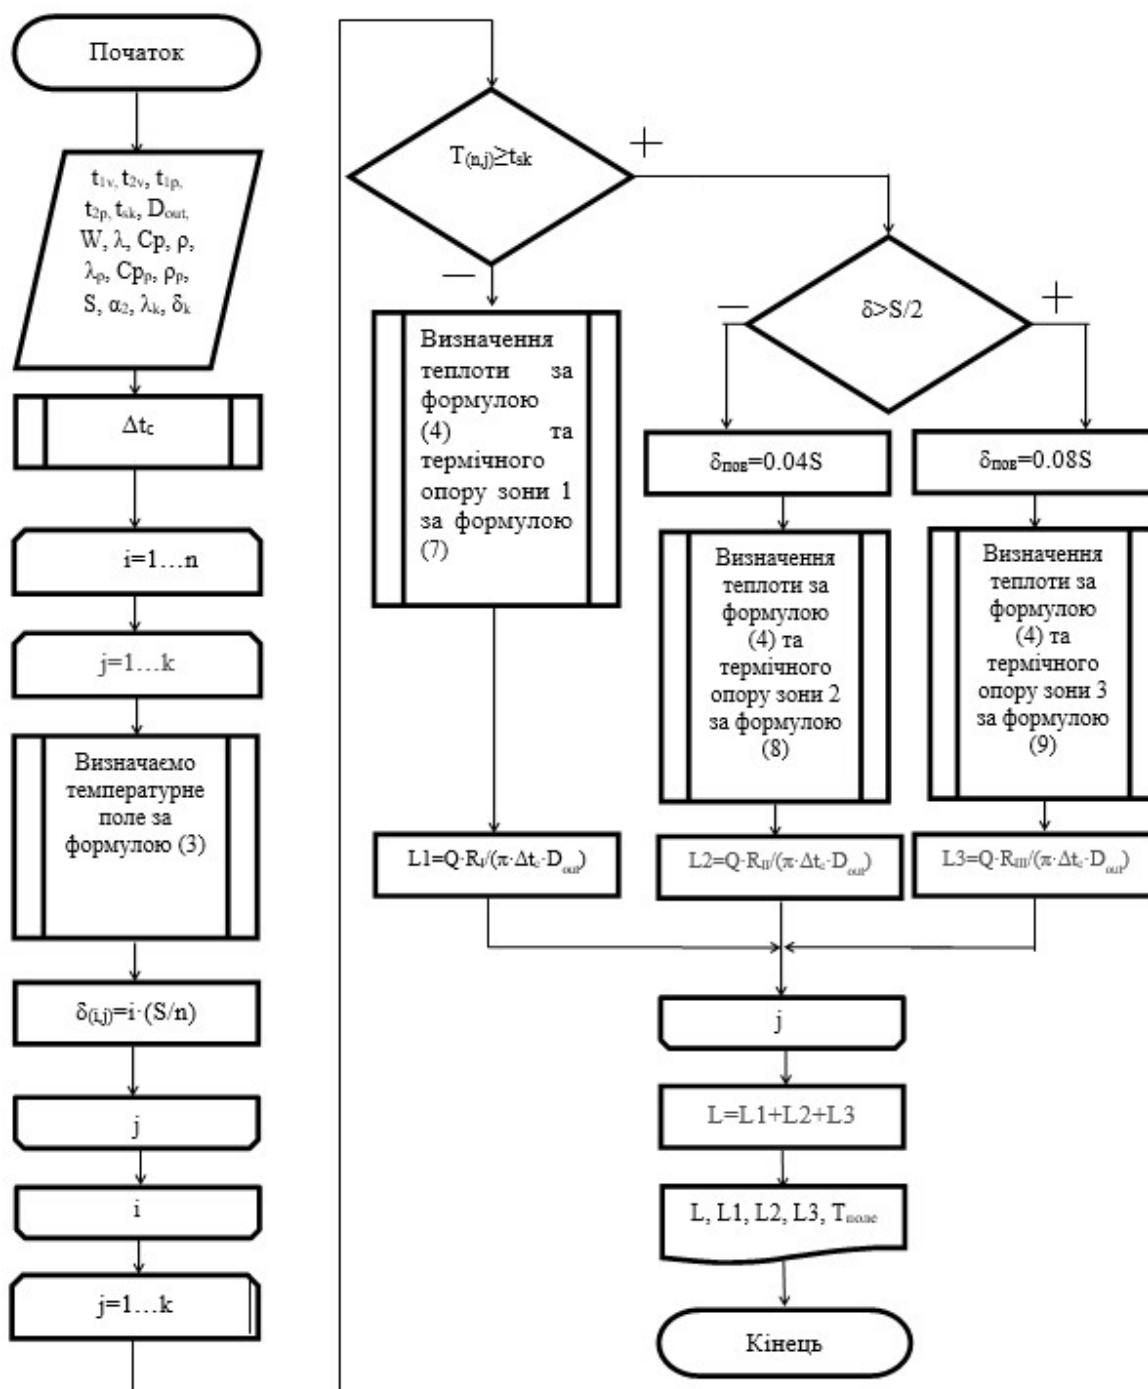 Початок
t₁ᵥ, t₂ᵥ, t₁ₚ,
t₂ₚ, tsk, Dout,
W, λ, Cp, ρ,
λₚ, Cpₚ, ρₚ,
S, α₂, λk, δk
Δtc
i=1…n
j=1…k
Визначаємо
температурне
поле за
формулою (3)
δ(i,j)=i·(S/n)
j
i
j=1…k
T(n,j)≥tsk
+
—
Визначення
теплоти за
формулою
(4) та
термічного
опору зони 1
за формулою
(7)
L1=Q·RI/(π·Δtc·Dout)
δ>S/2
—
+
δпов=0.04S
Визначення
теплоти за
формулою
(4) та
термічного
опору зони 2
за формулою
(8)
L2=Q·RII/(π·Δtc·Dout)
δпов=0.08S
Визначення
теплоти за
формулою
(4) та
термічного
опору зони 3
за формулою
(9)
L3=Q·RIII/(π·Δtc·Dout)
j
L=L1+L2+L3
L, L1, L2, L3, Tполе
Кінець